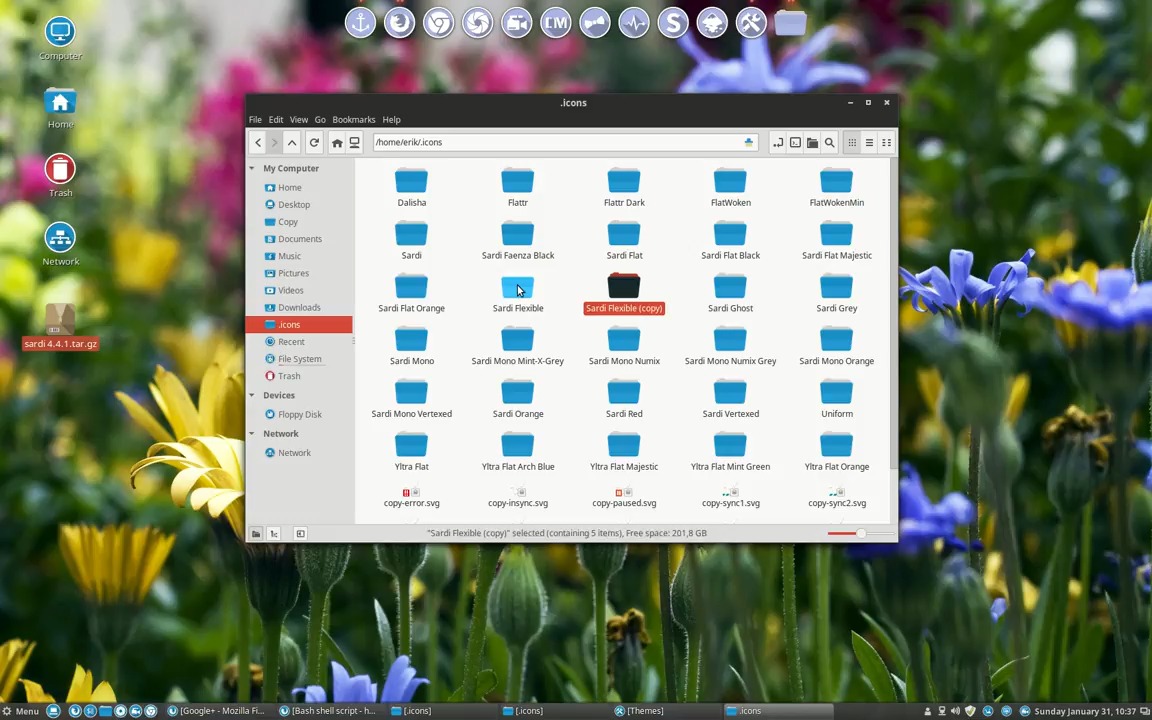 Computer
Home
Trash
Network
sardi 4.4.1.tar.gz
LM
S
.icons
File Edit View Go Bookmarks Help
/home/erik/.icons
My Computer
Home
Desktop
Copy
Documents
Music
Pictures
Videos
Downloads
.icons
Recent
File System
Trash
Devices
Floppy Disk
Network
Network
Dalisha Flattr Flattr Dark FlatWoken FlatWokenMin
Sardi Sardi Faenza Black Sardi Flat Sardi Flat Black Sardi Flat Majestic
Sardi Flat Orange Sardi Flexible Sardi Flexible (copy) Sardi Ghost Sardi Grey
Sardi Mono Sardi Mono Mint-X-Grey Sardi Mono Numix Sardi Mono Numix Grey Sardi Mono Orange
Sardi Mono Vertexed Sardi Orange Sardi Red Sardi Vertexed Uniform
Yltra Flat Yltra Flat Arch Blue Yltra Flat Majestic Yltra Flat Mint Green Yltra Flat Orange
copy-error.svg copy-insync.svg copy-paused.svg copy-sync1.svg copy-sync2.svg
"Sardi Flexible (copy)" selected (containing 5 items), Free space: 201,8 GB
Menu [Google+ - Mozilla Fi... [Bash shell script - h... [.icons] [.icons] [Themes] .icons Sunday January 31, 10:37